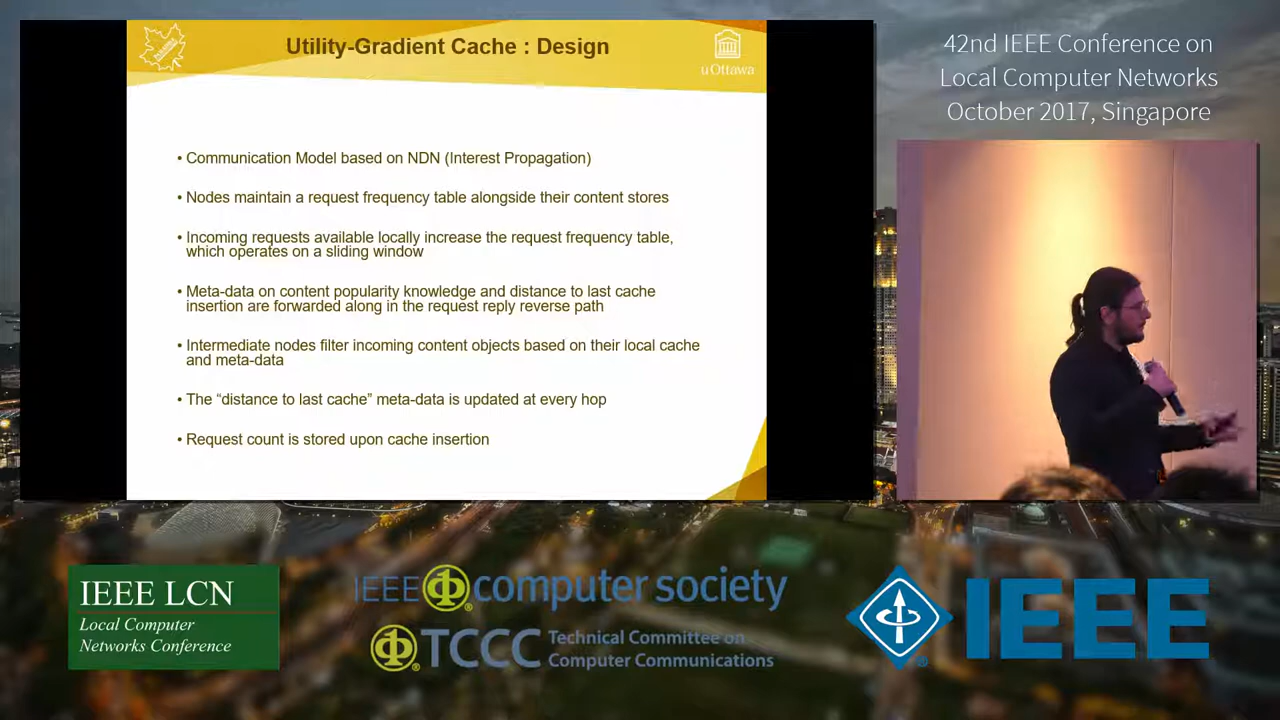 Utility-Gradient Cache : Design
uOttawa
• Communication Model based on NDN (Interest Propagation)
• Nodes maintain a request frequency table alongside their content stores
• Incoming requests available locally increase the request frequency table,
which operates on a sliding window
• Meta-data on content popularity knowledge and distance to last cache
insertion are forwarded along in the request reply reverse path
• Intermediate nodes filter incoming content objects based on their local cache
and meta-data
• The “distance to last cache” meta-data is updated at every hop
• Request count is stored upon cache insertion
42nd IEEE Conference on
Local Computer Networks
October 2017, Singapore
IEEE LCN
Local Computer
Networks Conference
IEEE computer society
TCCC Technical Committee on
Computer Communications
IEEE